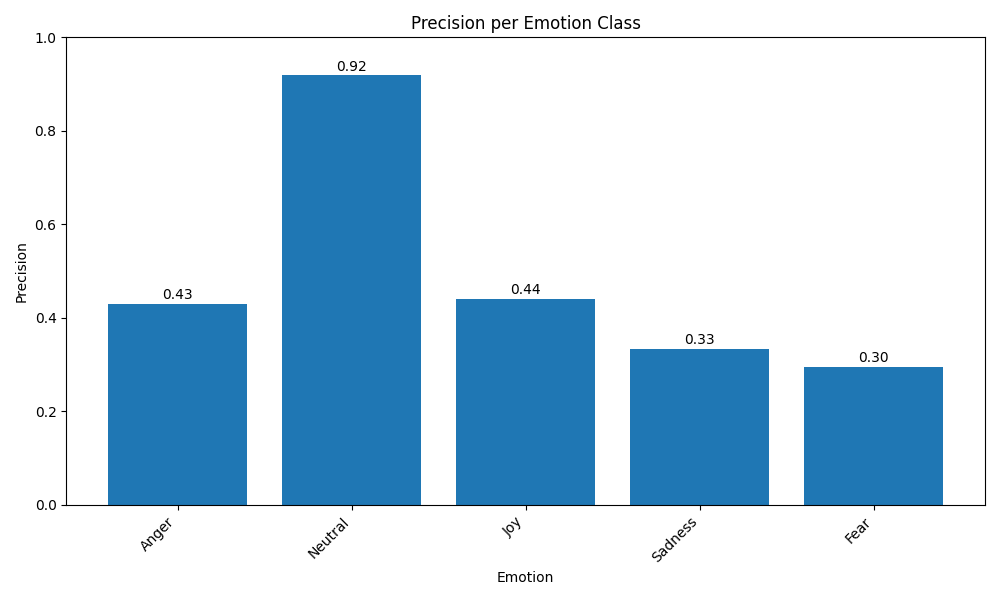 Precision per Emotion Class
Precision
1.0
0.8
0.6
0.4
0.2
0.0
0.43
0.92
0.44
0.33
0.30
Anger
Neutral
Joy
Sadness
Fear
Emotion